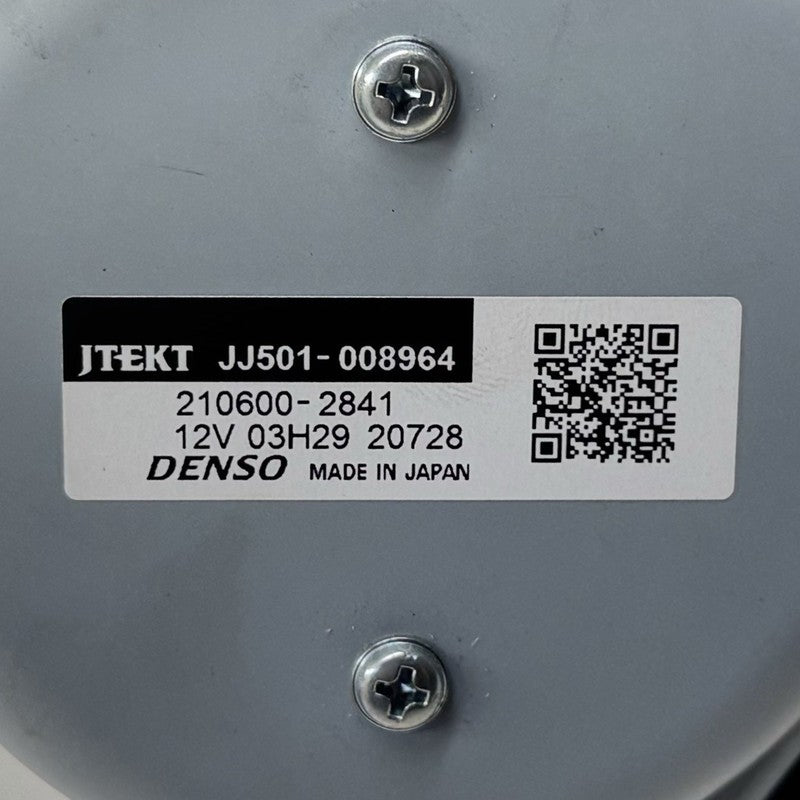 JTEKT JJ501-008964
210600-2841
12V 03H29 20728
DENSO MADE IN JAPAN